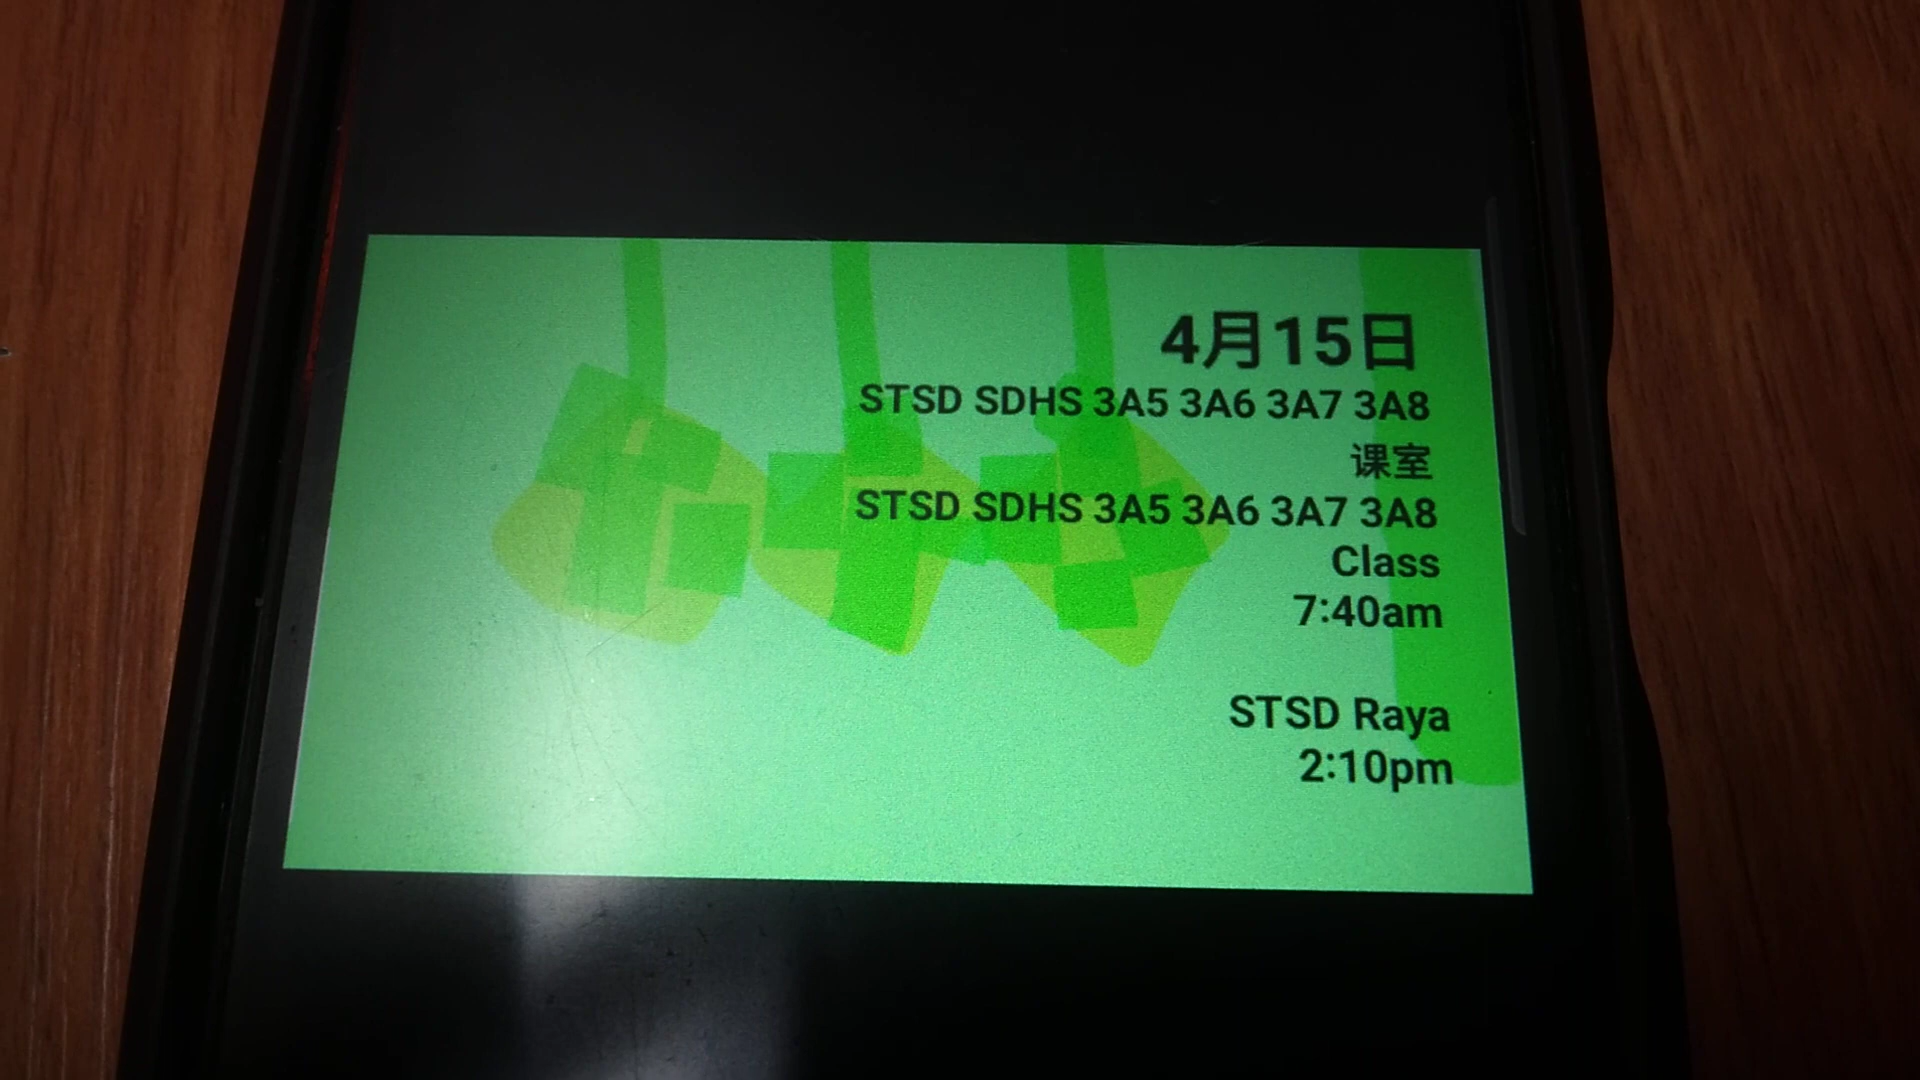 4月15日
STSD SDHS 3A5 3A6 3A7 3A8
课室
STSD SDHS 3A5 3A6 3A7 3A8
Class
7:40am
STSD Raya
2:10pm